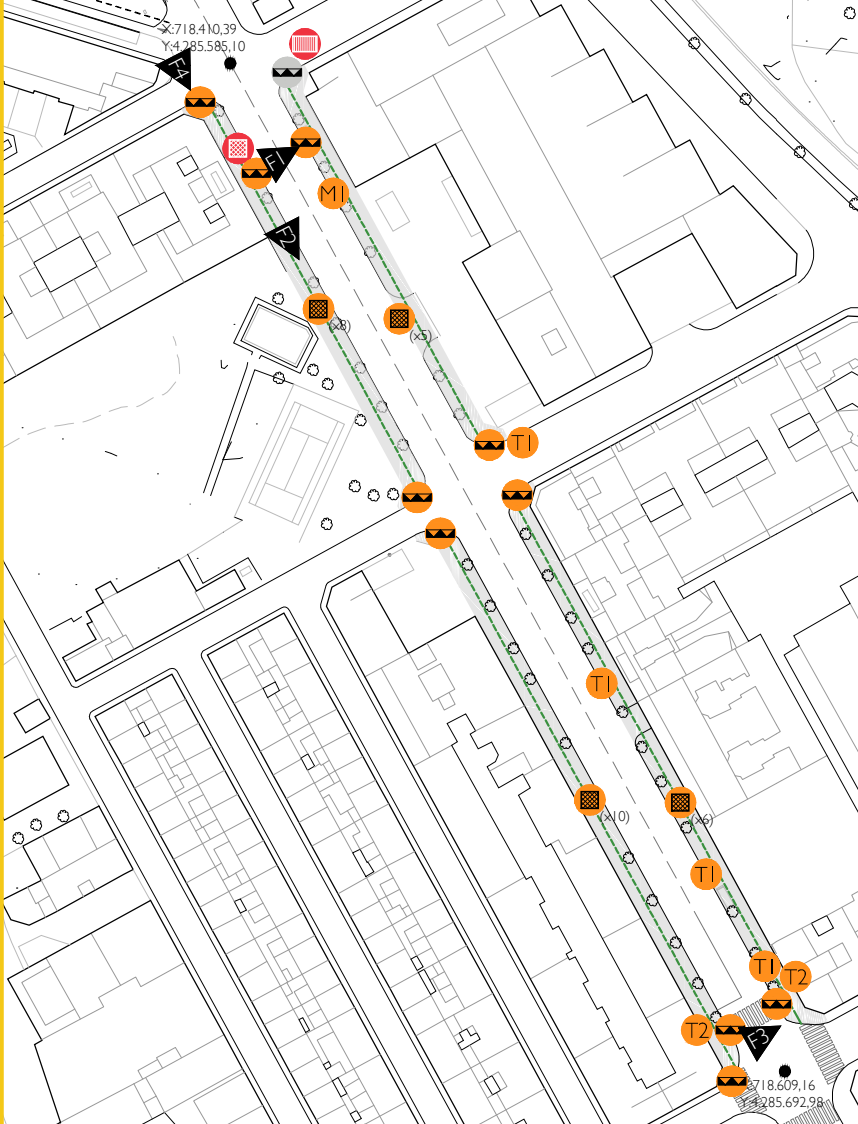 X:718.410,39
Y:4.285.585,10
F4
F1
M1
F2
(x8)
(x5)
T1
T1
(x10)
(x6)
T1
T1
T2
T2
F3
X:718.609,16
Y:4.285.692,98